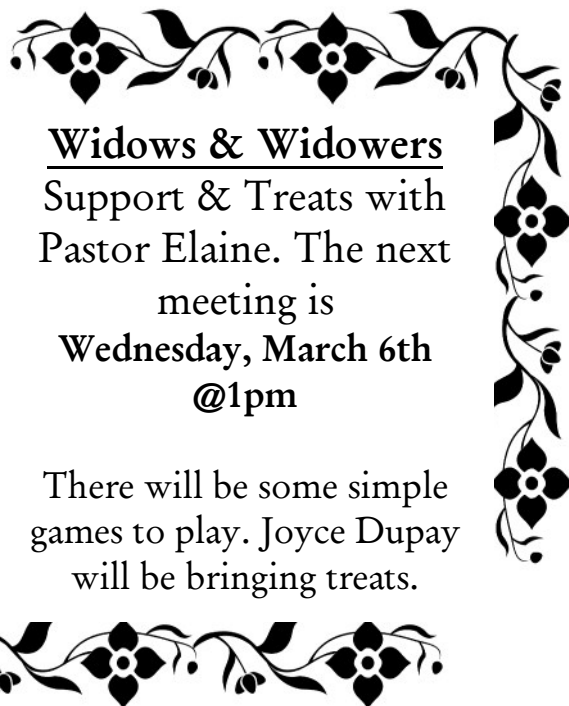 Widows & Widowers
Support & Treats with
Pastor Elaine. The next
meeting is
Wednesday, March 6th
@1pm
There will be some simple
games to play. Joyce Dupay
will be bringing treats.